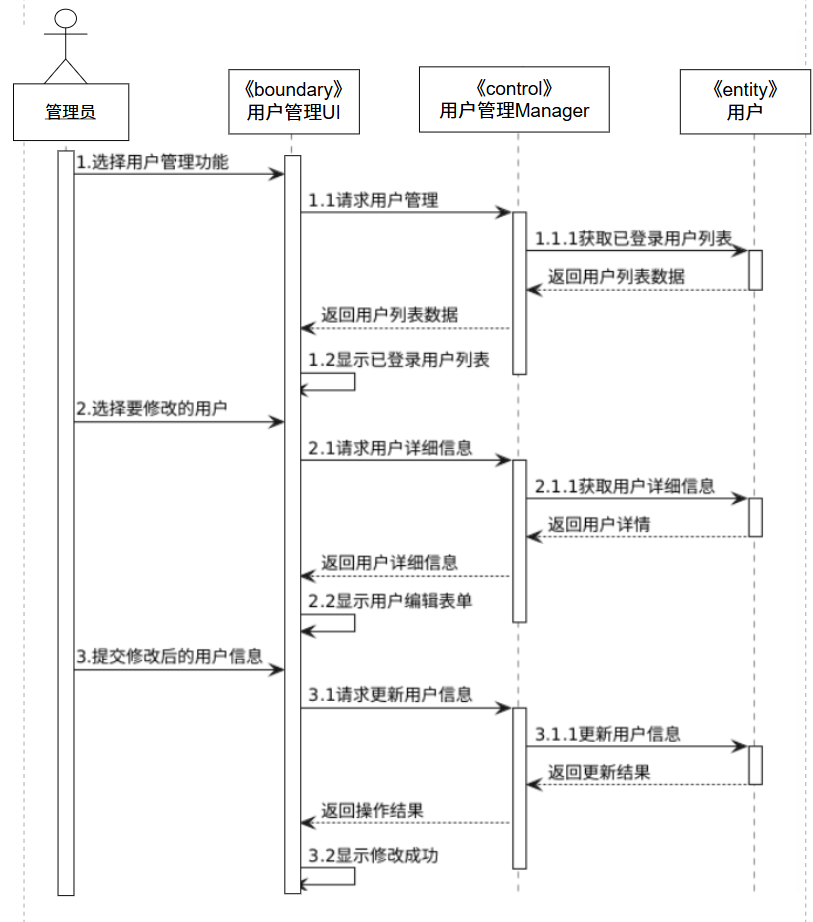 管理员
《boundary》
用户管理UI
《control》
用户管理Manager
《entity》
用户
1.选择用户管理功能
1.1请求用户管理
1.1.1获取已登录用户列表
返回用户列表数据
返回用户列表数据
1.2显示已登录用户列表
2.选择要修改的用户
2.1请求用户详细信息
2.1.1获取用户详细信息
返回用户详情
返回用户详细信息
2.2显示用户编辑表单
3.提交修改后的用户信息
3.1请求更新用户信息
3.1.1更新用户信息
返回更新结果
返回操作结果
3.2显示修改成功